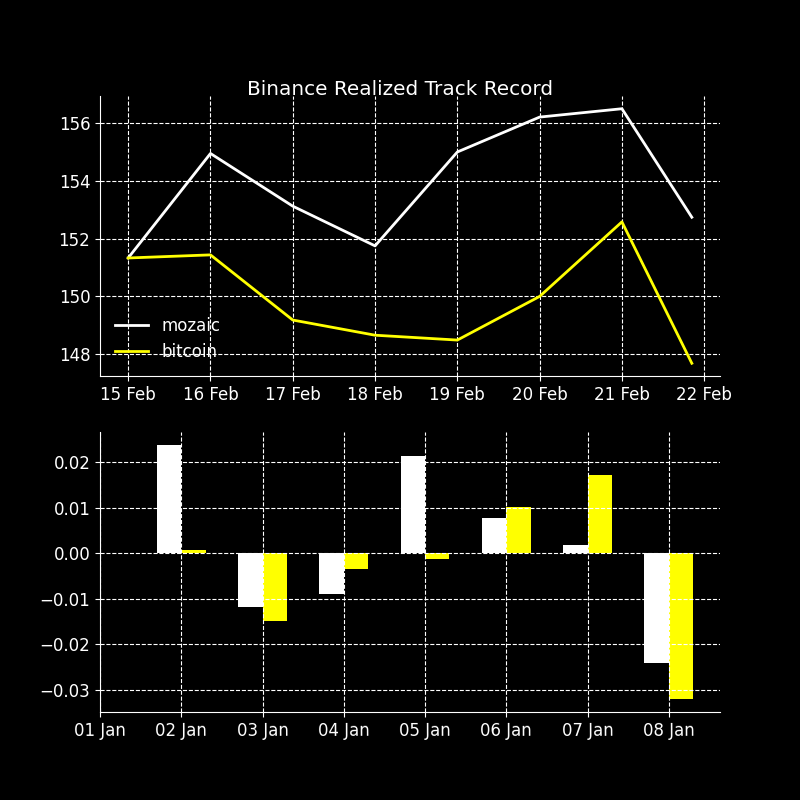 Binance Realized Track Record
156
154
152
150
148
mozaic
bitcoin
15 Feb 16 Feb 17 Feb 18 Feb 19 Feb 20 Feb 21 Feb 22 Feb
0.02
0.01
0.00
−0.01
−0.02
−0.03
01 Jan 02 Jan 03 Jan 04 Jan 05 Jan 06 Jan 07 Jan 08 Jan